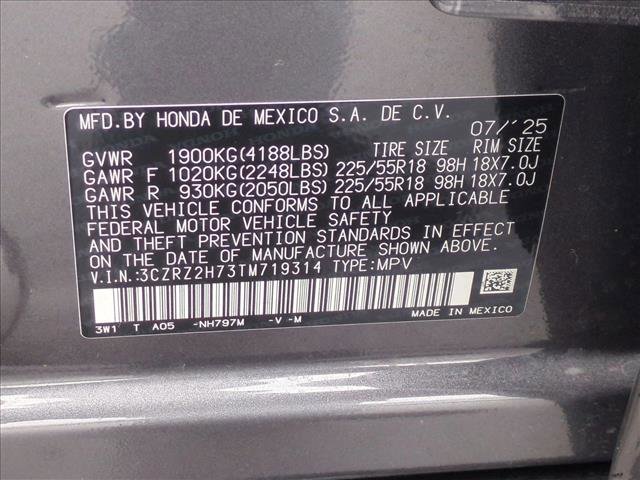 MFD.BY HONDA DE MEXICO S.A. DE C.V.
07/'25
GVWR 1900KG(4188LBS) TIRE SIZE RIM SIZE
GAWR F 1020KG(2248LBS) 225/55R18 98H 18X7.0J
GAWR R 930KG(2050LBS) 225/55R18 98H 18X7.0J
THIS VEHICLE CONFORMS TO ALL APPLICABLE
FEDERAL MOTOR VEHICLE SAFETY
AND THEFT PREVENTION STANDARDS IN EFFECT
ON THE DATE OF MANUFACTURE SHOWN ABOVE.
V.I.N.:3CZRZ2H73TM719314 TYPE:MPV
3W1 T A05 -NH797M -V -M MADE IN MEXICO